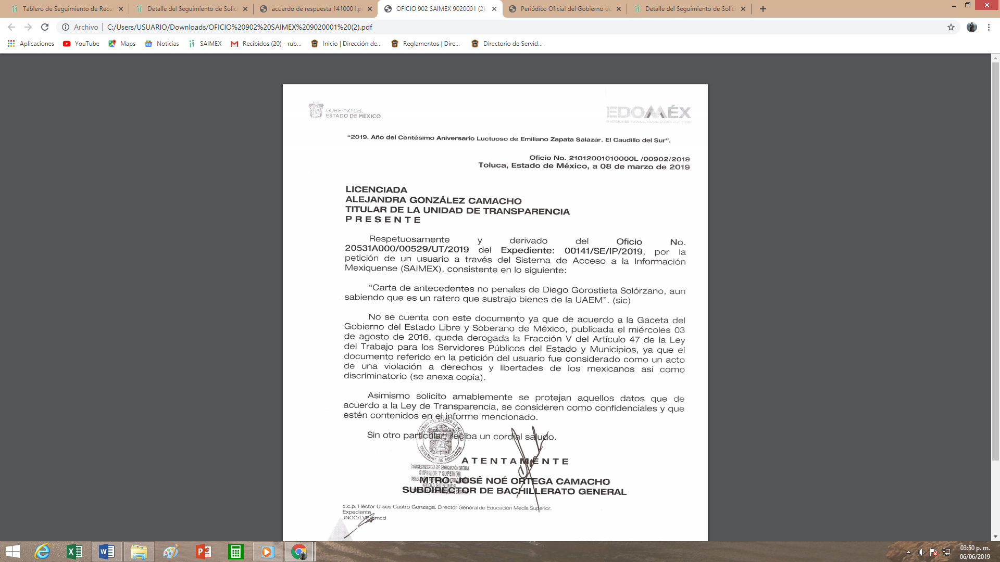 Tablero de Seguimiento de Recu
Detalle del Seguimiento de Solici
acuerdo de respuesta 1410001.p
OFICIO 902 SAIMEX 9020001 (2).
Periódico Oficial del Gobierno de
Detalle del Seguimiento de Solici
Archivo
C:/Users/USUARIO/Downloads/OFICIO%20902%20SAIMEX%209020001%20(2).pdf
Aplicaciones
YouTube
Maps
Noticias
SAIMEX
Recibidos (20) - rub...
Inicio | Dirección de...
Reglamentos | Dire...
Directorio de Servid...
GOBIERNO DEL
ESTADO DE MÉXICO
EDOMÉX
“2019. Año del Centésimo Aniversario Luctuoso de Emiliano Zapata Salazar. El Caudillo del Sur”.
Oficio No. 21012001010000L /00902/2019
Toluca, Estado de México, a 08 de marzo de 2019
LICENCIADA
ALEJANDRA GONZÁLEZ CAMACHO
TITULAR DE LA UNIDAD DE TRANSPARENCIA
P R E S E N T E
Respetuosamente y derivado del Oficio No.
20531A000/00529/UT/2019 del Expediente: 00141/SE/IP/2019, por la
petición de un usuario a través del Sistema de Acceso a la Información
Mexiquense (SAIMEX), consistente en lo siguiente:
“Carta de antecedentes no penales de Diego Gorostieta Solórzano, aun
sabiendo que es un ratero que sustrajo bienes de la UAEM”. (sic)
No se cuenta con este documento ya que de acuerdo a la Gaceta del
Gobierno del Estado Libre y Soberano de México, publicada el miércoles 03
de agosto de 2016, queda derogada la Fracción V del Artículo 47 de la Ley
del Trabajo para los Servidores Públicos del Estado y Municipios, ya que el
documento referido en la petición del usuario fue considerado como un acto
de una violación a derechos y libertades de los mexicanos así como
discriminatorio (se anexa copia).
Asimismo solicito amablemente se protejan aquellos datos que de
acuerdo a la Ley de Transparencia, se consideren como confidenciales y que
estén contenidos en el informe mencionado.
Sin otro particular, reciba un cordial saludo.
GOBIERNO DEL ESTADO DE MÉXICO
SECRETARÍA DE EDUCACIÓN
A T E N T A M E N T E
SUBSECRETARÍA DE EDUCACIÓN MEDIA
SUPERIOR Y SUPERIOR
MEDIA SUPERIOR
MTRO. JOSÉ NOÉ ORTEGA CAMACHO
SUBDIRECTOR DE BACHILLERATO GENERAL
c.c.p. Héctor Ulises Castro Gonzaga. Director General de Educación Media Superior.
Expediente
03:50 p. m.
06/06/2019